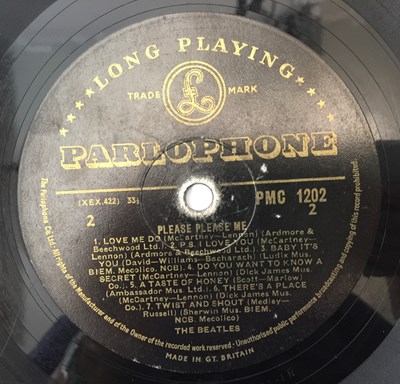 ★★★★★ LONG PLAYING ★★★★★
TRADE £ MARK
PARLOPHONE
(XEX.422) 33⅓
PMC 1202
2
2
PLEASE PLEASE ME
1. LOVE ME DO (McCartney—Lennon) (Ardmore &
Beechwood Ltd.) 2. P.S. I LOVE YOU (McCartney—
Lennon) (Ardmore & Beechwood Ltd.) 3. BABY IT'S
YOU (David—Williams—Bacharach) (Ludix Mus.
BIEM. Mecolico. NCB). 4. DO YOU WANT TO KNOW A
SECRET (McCartney—Lennon) (Dick James Mus.
Co.). 5. A TASTE OF HONEY (Scott—Marlow)
(Ambassador Mus. Ltd.) 6. THERE'S A PLACE
(McCartney—Lennon) (Dick James Mus.
Co.). 7. TWIST AND SHOUT (Medley—
Russell) (Sherwin Mus. BIEM.
NCB. Mecolico)
THE BEATLES
The Parlophone Co. Ltd. All rights of the Manufacturer and of the Owner of the recorded work reserved. Unauthorised public performance broadcasting and copying of this record prohibited.
MADE IN GT. BRITAIN